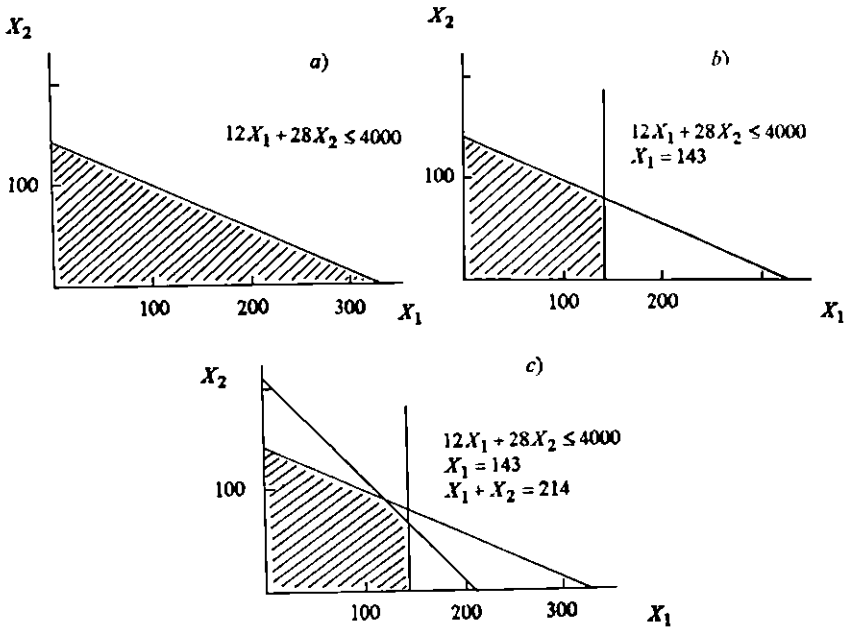 X₂
a)
12X₁ + 28X₂ ≤ 4000
100
100
200
300
X₁
X₂
b)
12X₁ + 28X₂ ≤ 4000
X₁ = 143
100
100
200
X₁
X₂
c)
12X₁ + 28X₂ ≤ 4000
X₁ = 143
X₁ + X₂ = 214
100
100
200
300
X₁